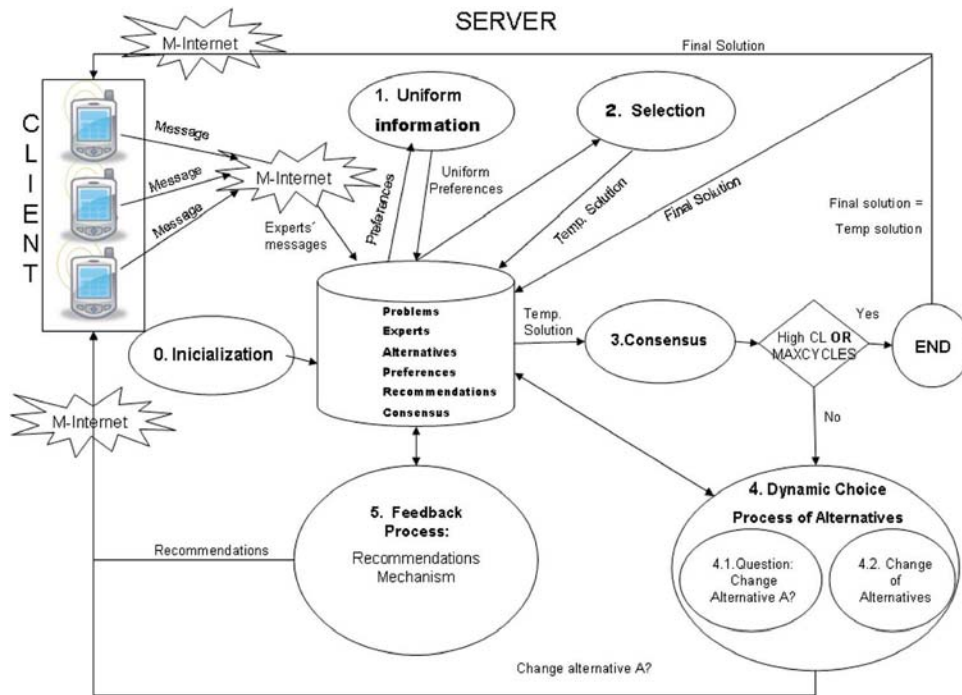 SERVER
M-Internet
Final Solution
CLIENT
Message
Message
Message
M-Internet
Experts'
messages
1. Uniform
information
2. Selection
Preferences
Uniform
Preferences
Temp. Solution
Final Solution
Final solution =
Temp solution
0. Inicialization
Problems
Experts
Alternatives
Preferences
Recommendations
Consensus
Temp.
Solution
3.Consensus
High CL OR
MAXCYCLES
Yes
END
No
M-Internet
5. Feedback
Process:
Recommendations
Mechanism
Recommendations
4. Dynamic Choice
Process of Alternatives
4.1.Question:
Change
Alternative A?
4.2. Change
of
Alternatives
Change alternative A?